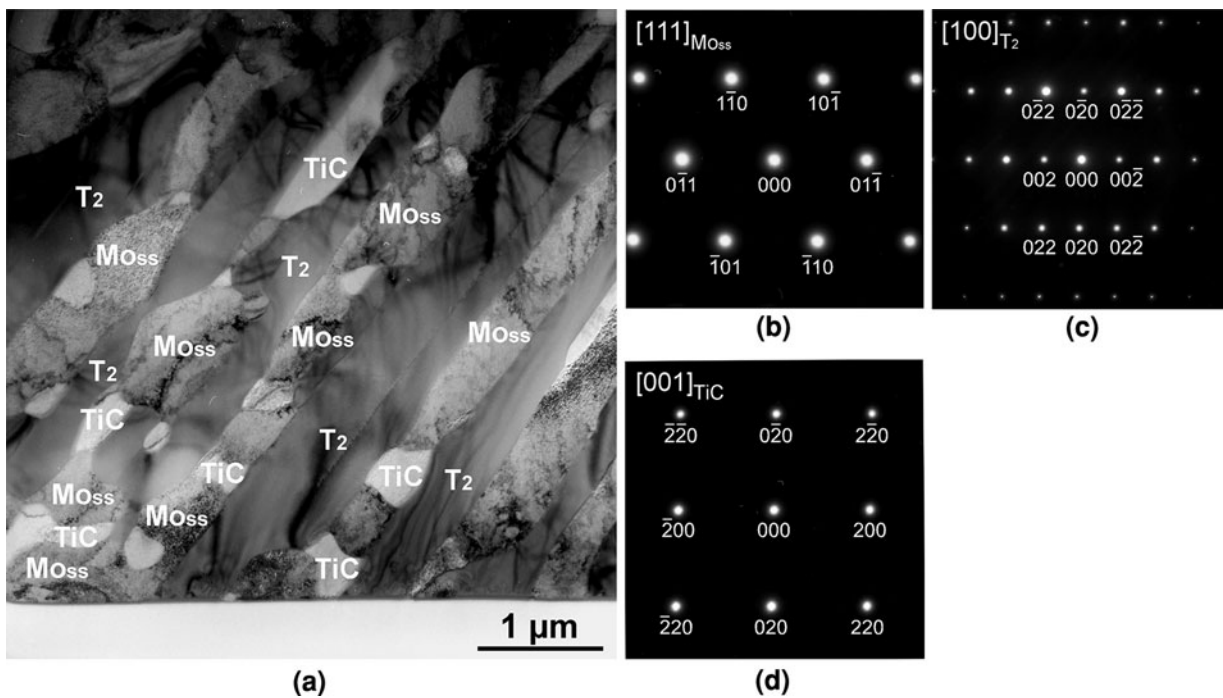 TiC
T₂
Moss
Moss
T₂
Moss
Moss
Moss
T₂
TiC
T₂
TiC
TiC
T₂
Moss
TiC
Moss
Moss
TiC
1 µm
(a)
[111]Moss
11̄0 101̄
01̄1 000 011̄
1̄01 1̄10
(b)
[100]T₂
02̄2 02̄0 02̄2̄
002 000 002̄
022 020 022̄
(c)
[001]TiC
2̄2̄0 02̄0 22̄0
2̄00 000 200
2̄20 020 220
(d)